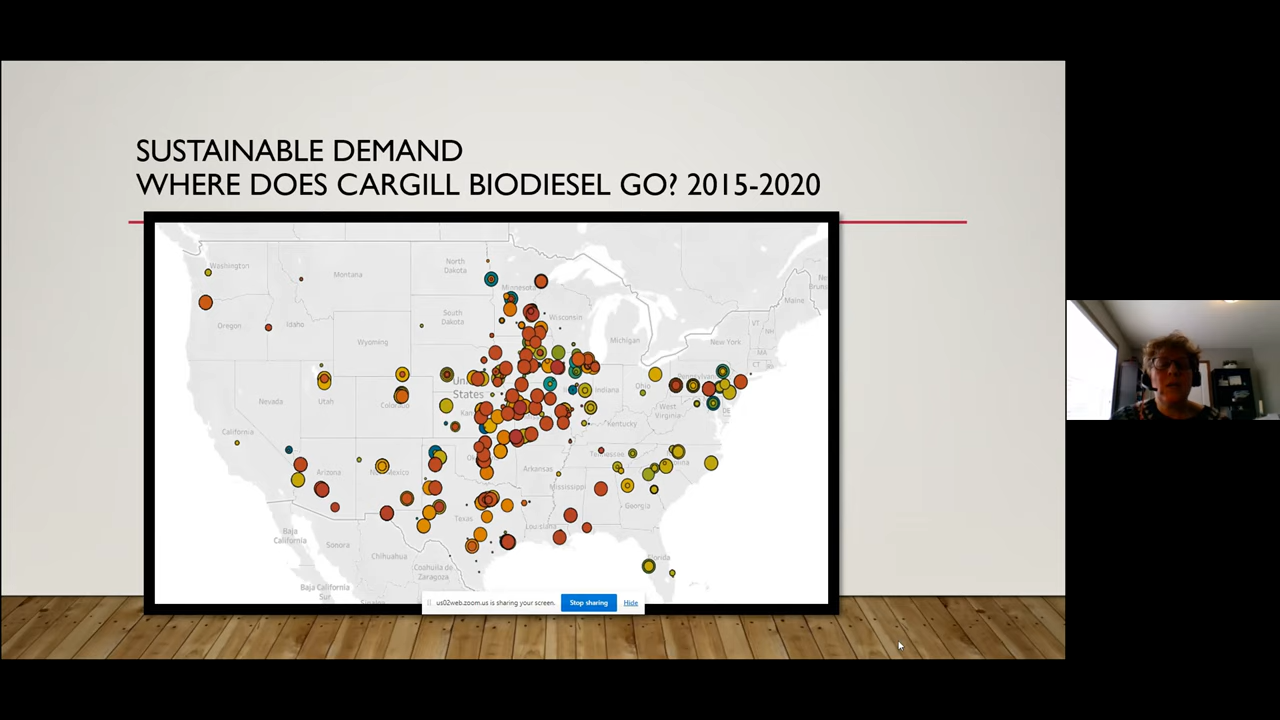 SUSTAINABLE DEMAND
WHERE DOES CARGILL BIODIESEL GO? 2015-2020
Washington
Montana
North
Dakota
Minnesota
Maine
Oregon
Idaho
South
Dakota
Wisconsin
Michigan
VT
NH
New York
MA
CT
RI
Wyoming
Pennsylvania
Nevada
Utah
Colorado
United
States
Indiana
Ohio
West
Virginia
DE
Kentucky
California
Arizona
New Mexico
Arkansas
Tennessee
Mississippi
Georgia
Texas
Louisiana
Baja
California
Sonora
Chihuahua
Coahuila de
Zaragoza
Florida
Baja California
Sur
us02web.zoom.us is sharing your screen.
Stop sharing
Hide